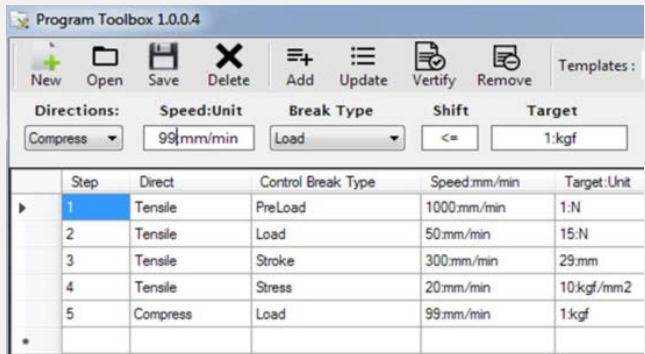 Program Toolbox 1.0.0.4
New Open Save Delete Add Update Vertify Remove Templates :
Directions: Speed:Unit Break Type Shift Target
Compress 99:mm/min Load <= 1:kgf
Step Direct Control Break Type Speed:mm/min Target:Unit
1 Tensile PreLoad 1000:mm/min 1:N
2 Tensile Load 50:mm/min 15:N
3 Tensile Stroke 300:mm/min 29:mm
4 Tensile Stress 20:mm/min 10:kgf/mm2
5 Compress Load 99:mm/min 1:kgf